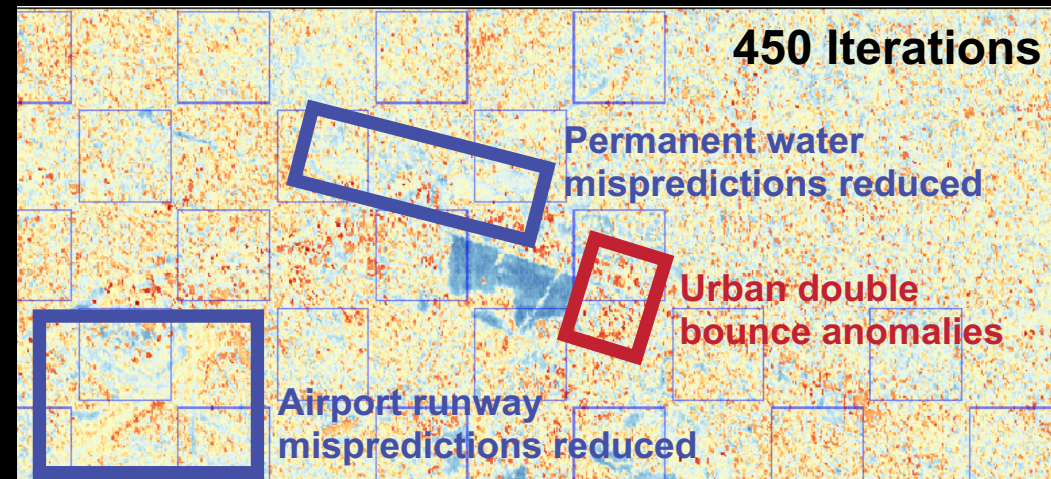 450 Iterations
Permanent water
mispredictions reduced
Urban double
bounce anomalies
Airport runway
mispredictions reduced